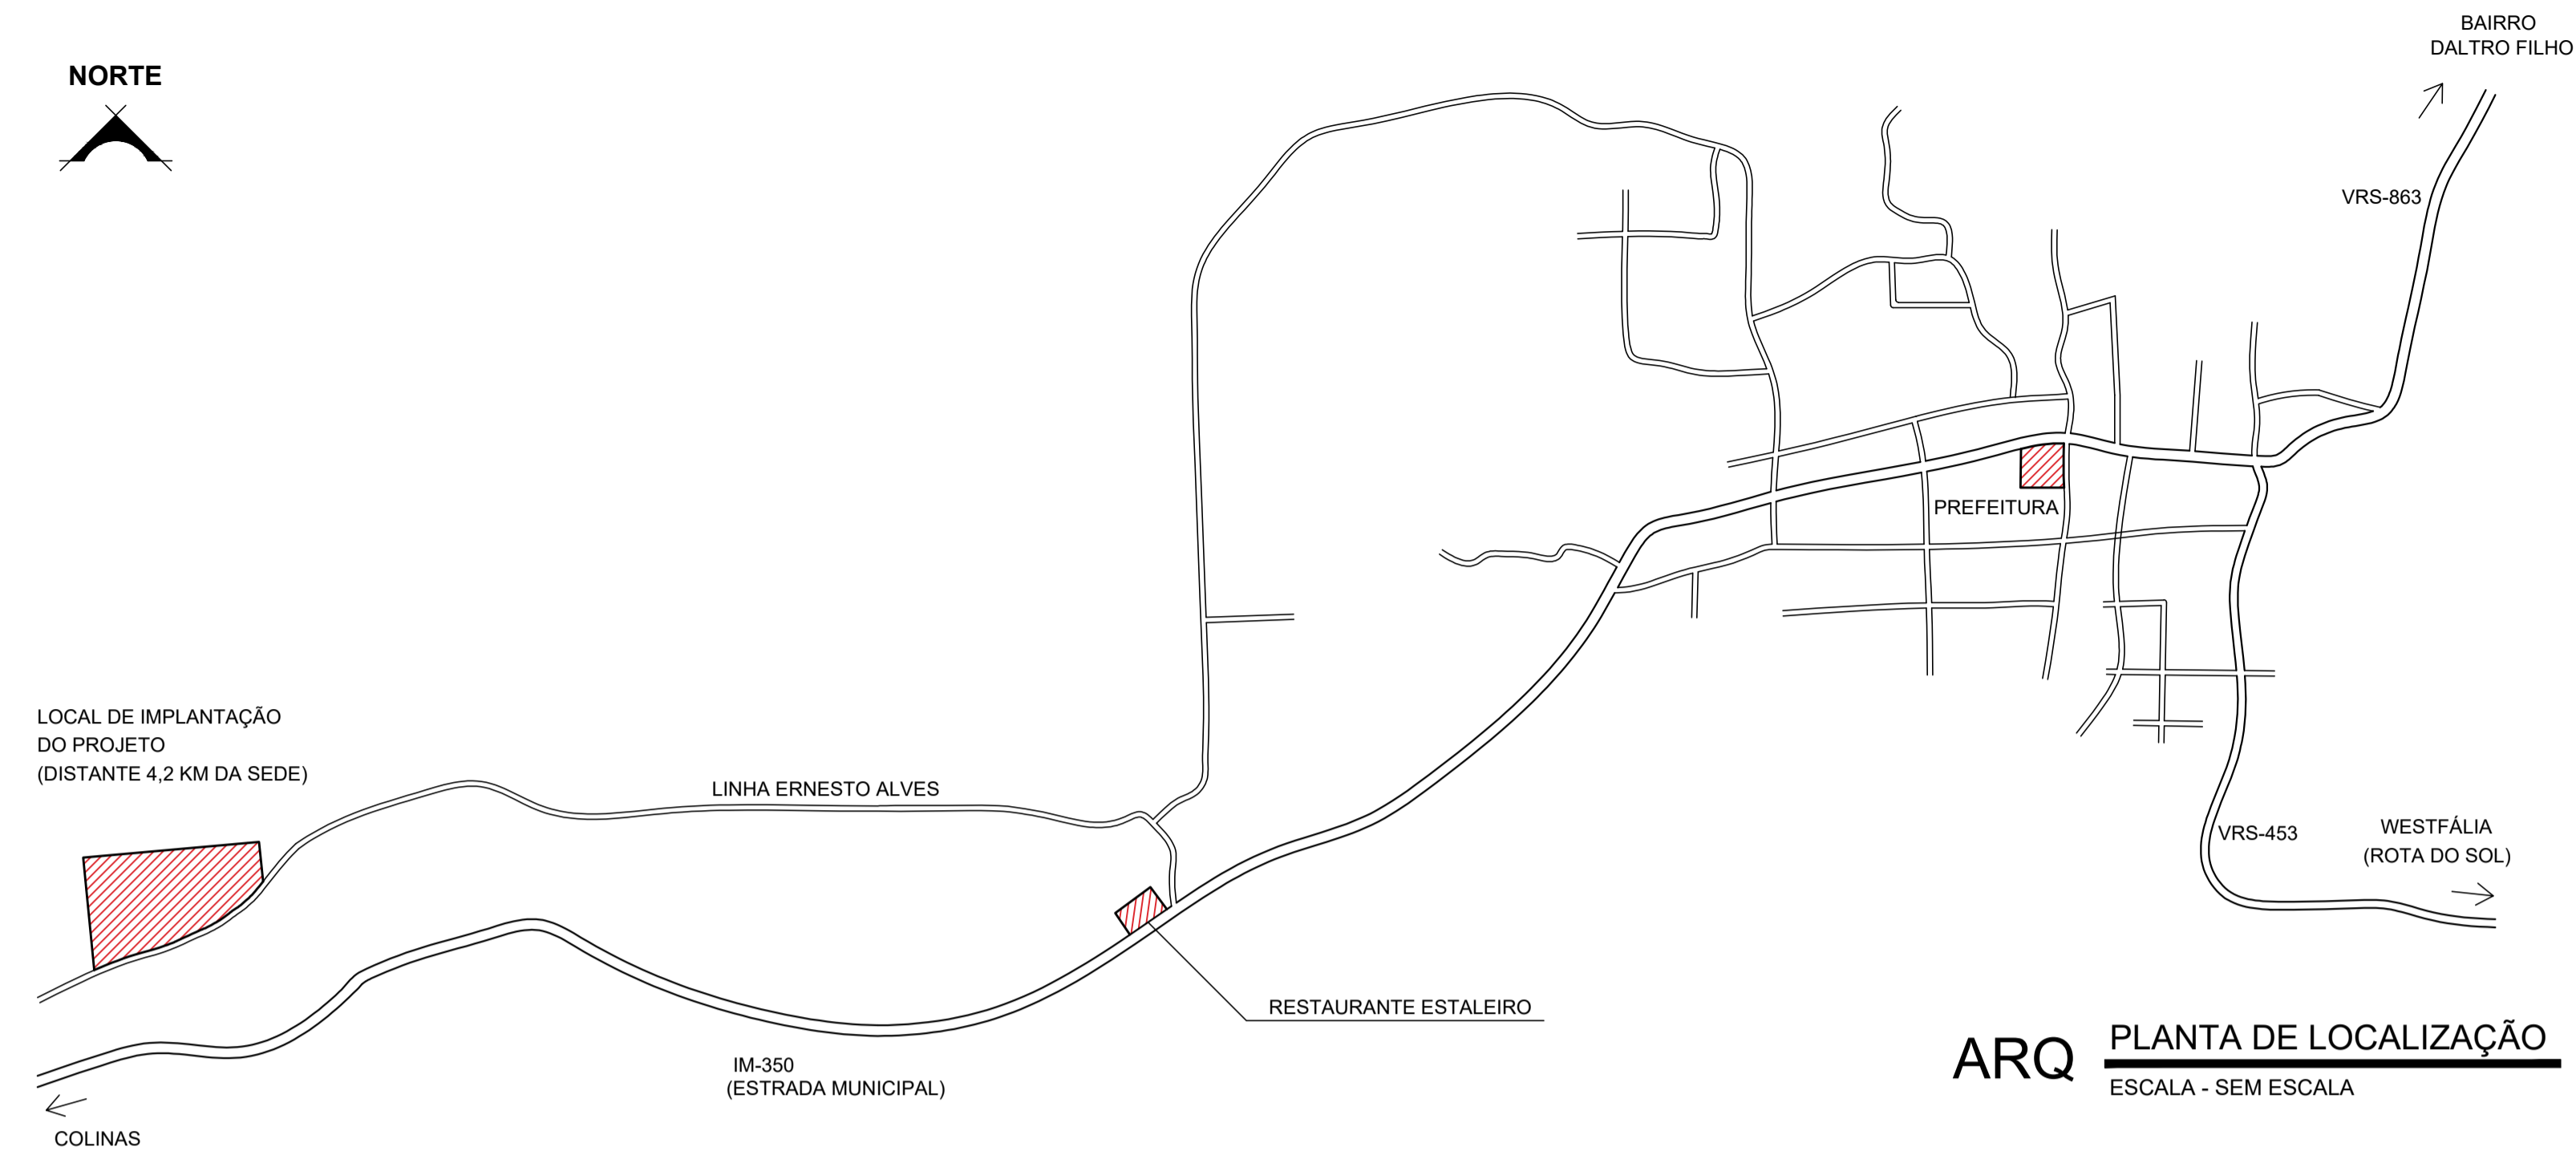 BAIRRO
DALTRO FILHO
NORTE
VRS-863
PREFEITURA
LOCAL DE IMPLANTAÇÃO
DO PROJETO
(DISTANTE 4,2 KM DA SEDE)
LINHA ERNESTO ALVES
VRS-453
WESTFÁLIA
(ROTA DO SOL)
RESTAURANTE ESTALEIRO
IM-350
(ESTRADA MUNICIPAL)
COLINAS
ARQ
PLANTA DE LOCALIZAÇÃO
ESCALA - SEM ESCALA